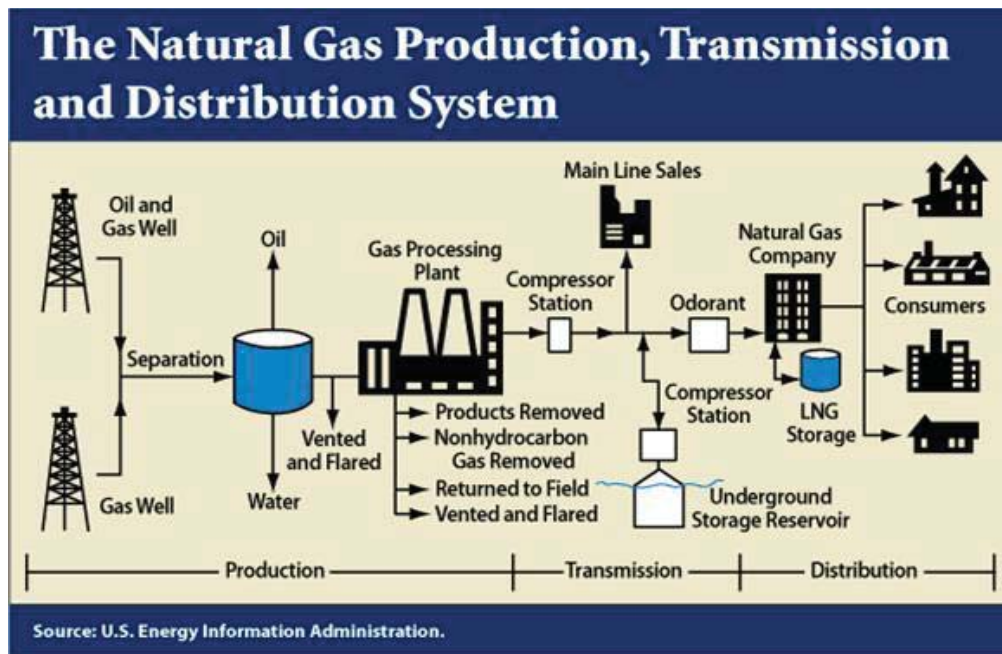 The Natural Gas Production, Transmission
and Distribution System
Main Line Sales
Oil and
Gas Well
Oil
Gas Processing
Plant
Compressor
Station
Natural Gas
Company
Odorant
Consumers
Separation
Compressor
Station
LNG
Storage
Products Removed
Nonhydrocarbon
Gas Removed
Vented
and Flared
Returned to Field
Vented and Flared
Gas Well
Water
Underground
Storage Reservoir
Production
Transmission
Distribution
Source: U.S. Energy Information Administration.